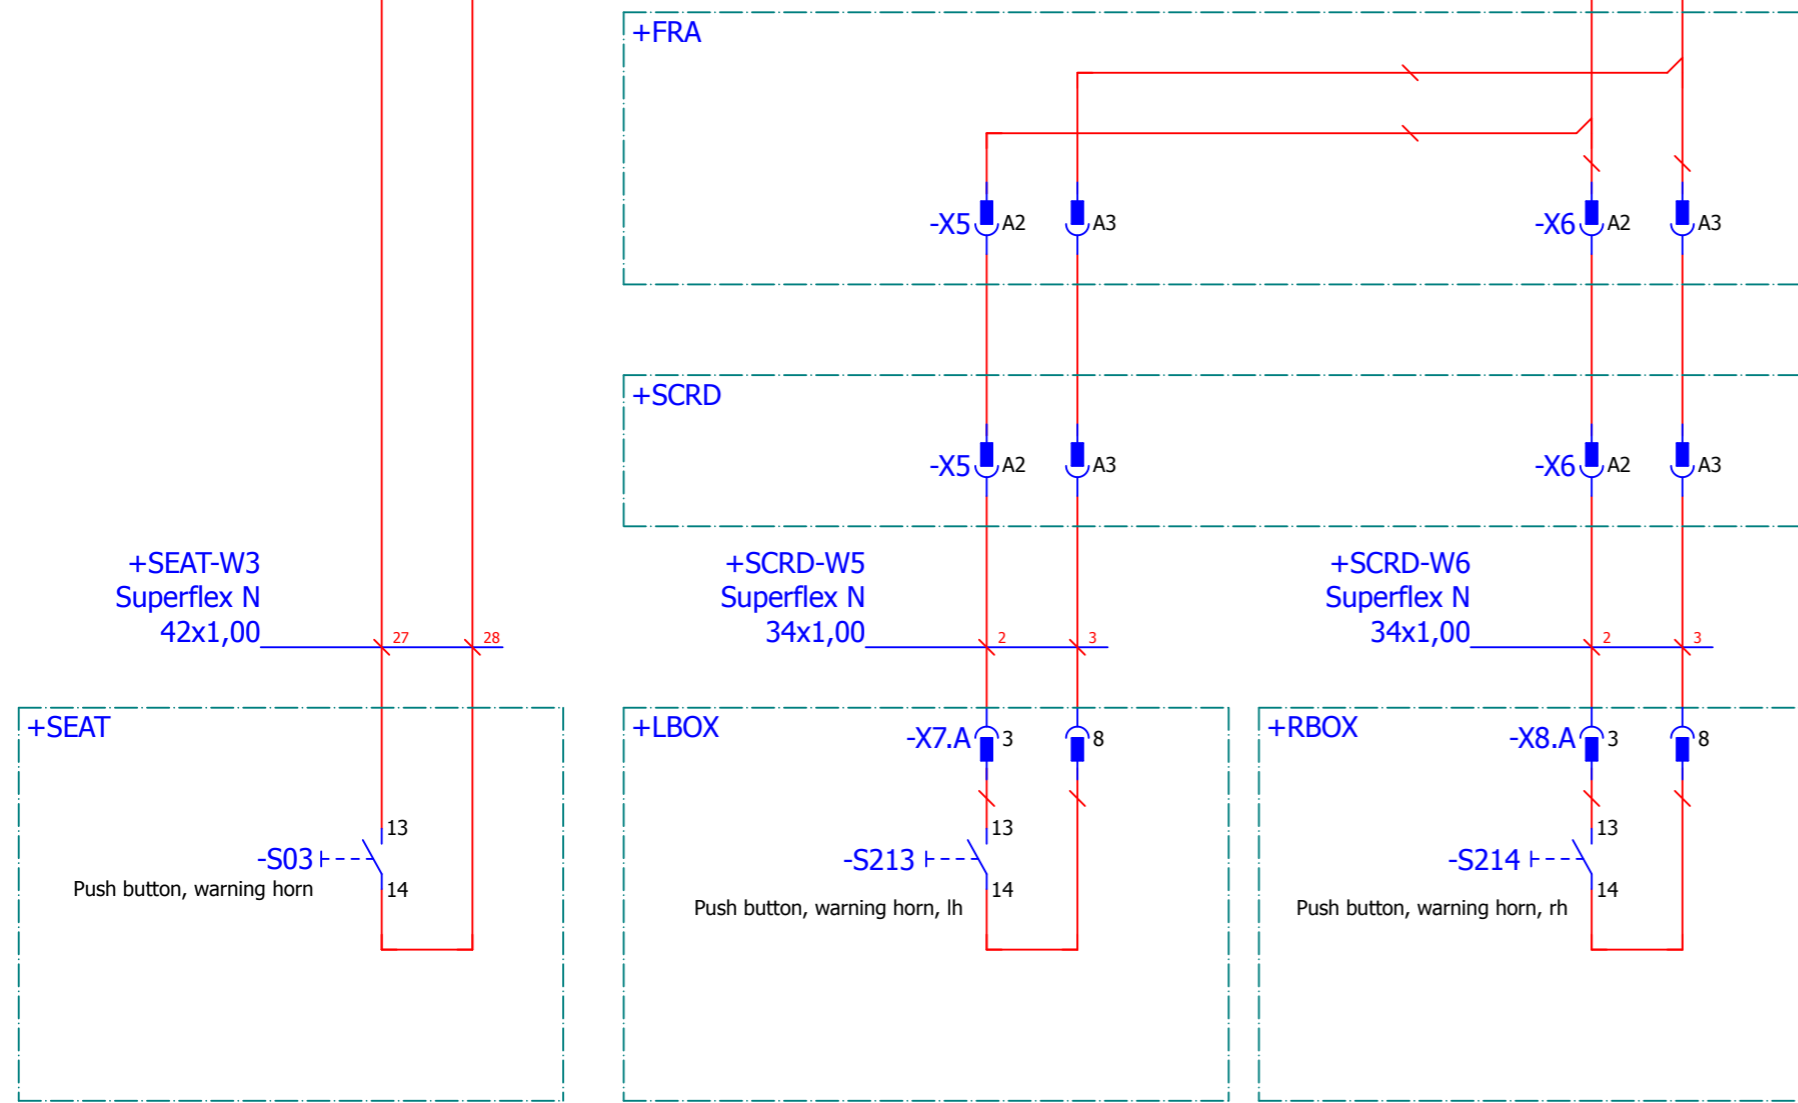 +FRA
-X5 A2 A3 -X6 A2 A3
+SCRD
-X5 A2 A3 -X6 A2 A3
+SEAT-W3
Superflex N
42x1,00
27 28
+SCRD-W5
Superflex N
34x1,00
2 3
+SCRD-W6
Superflex N
34x1,00
2 3
+SEAT
13
-S03
Push button, warning horn
14
+LBOX
-X7.A 3 8
13
-S213
14
Push button, warning horn, lh
+RBOX
-X8.A 3 8
13
-S214
14
Push button, warning horn, rh